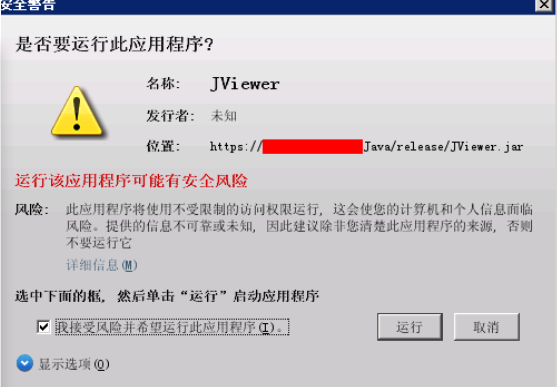 安全警告
是否要运行此应用程序?
名称: JViewer
发行者: 未知
位置: https:// Java/release/JViewer.jar
运行该应用程序可能有安全风险
风险: 此应用程序将使用不受限制的访问权限运行, 这会使您的计算机和个人信息面临
风险。提供的信息不可靠或未知, 因此建议除非您清楚此应用程序的来源, 否则
不要运行它
详细信息(M)
选中下面的框, 然后单击“运行”启动应用程序
我接受风险并希望运行此应用程序(I)。 运行 取消
显示选项(O)